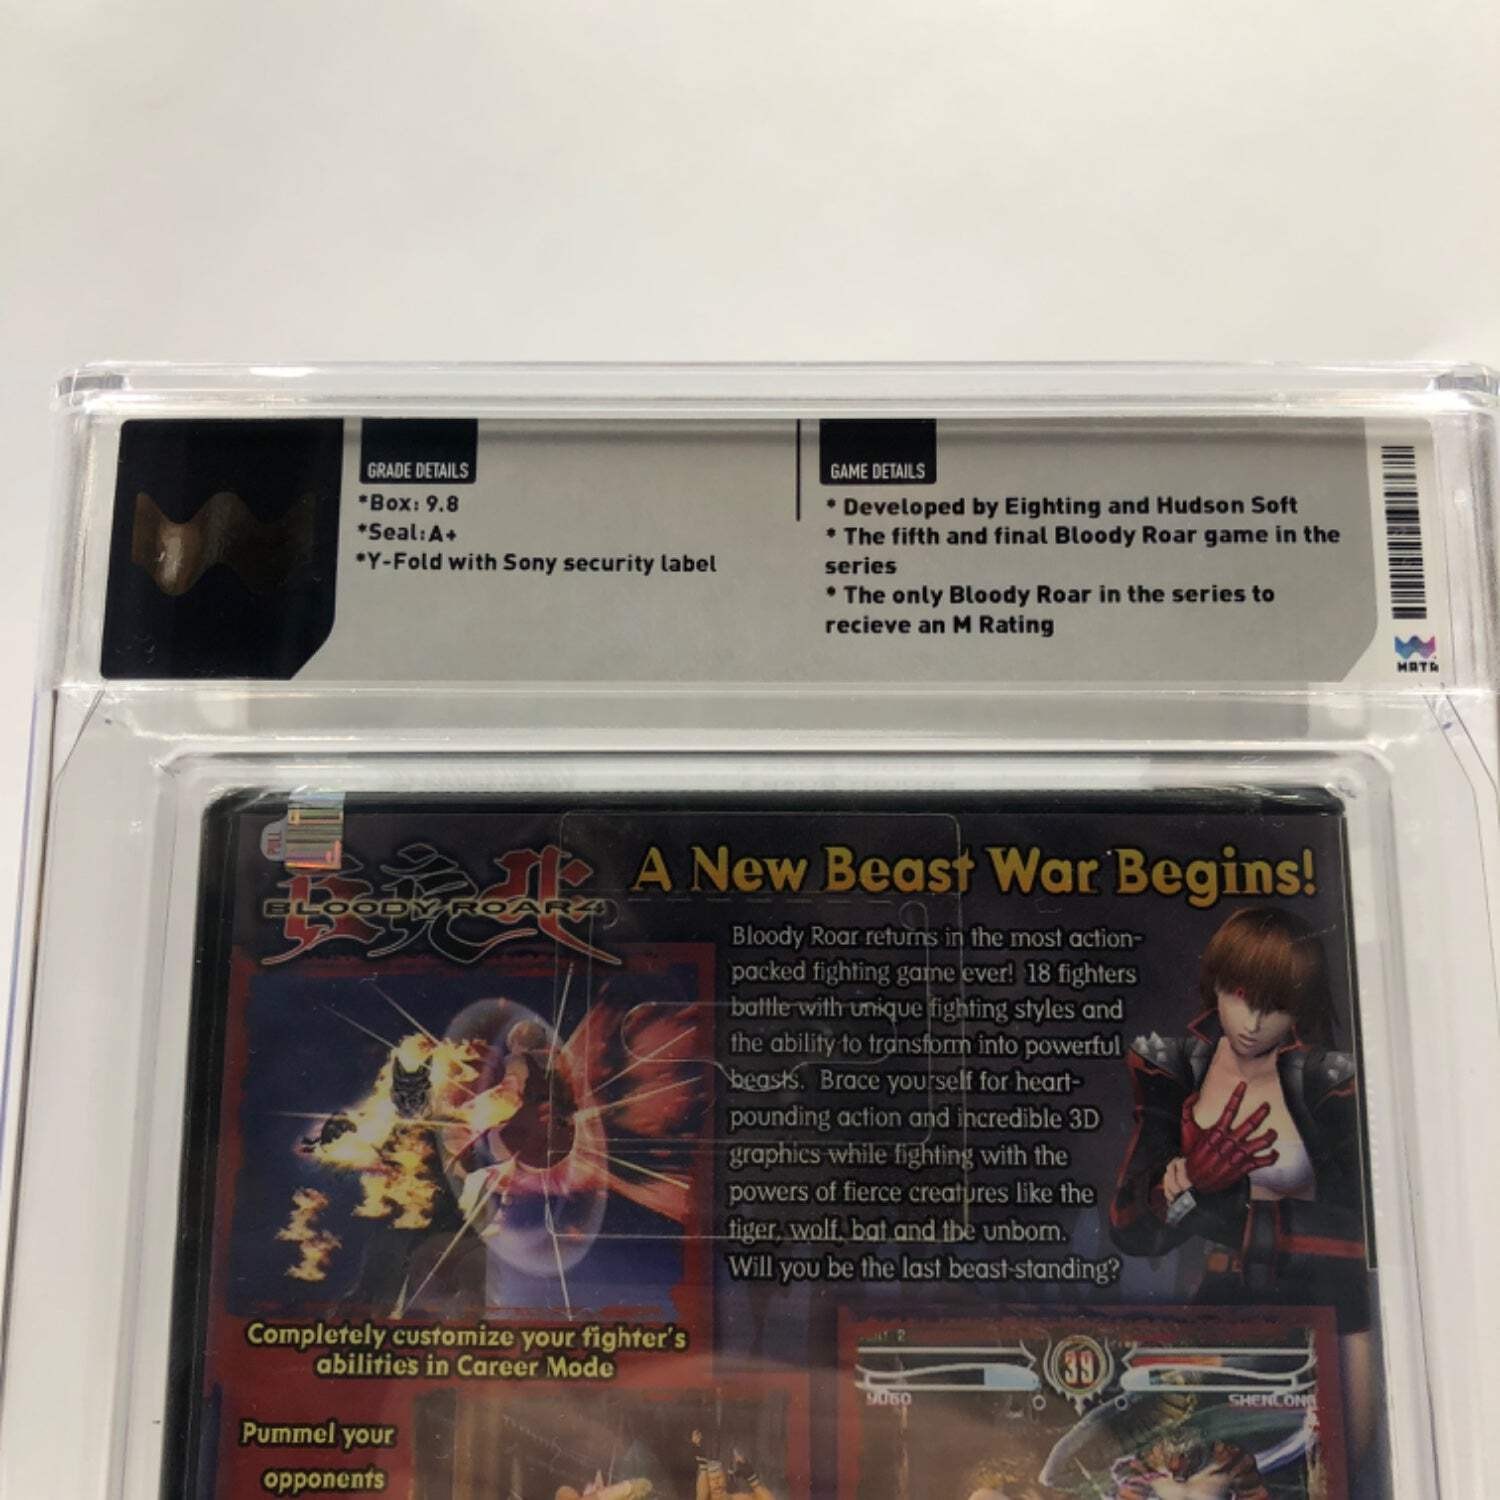 GRADE DETAILS
*Box: 9.8
*Seal: A+
*Y-Fold with Sony security label
GAME DETAILS
* Developed by Eighting and Hudson Soft
* The fifth and final Bloody Roar game in the
series
* The only Bloody Roar in the series to
recieve an M Rating
WATA
PULL
BLOODY ROAR 4
A New Beast War Begins!
Bloody Roar returns in the most action-
packed fighting game ever! 18 fighters
battle with unique fighting styles and
the ability to transform into powerful
beasts. Brace yourself for heart-
pounding action and incredible 3D
graphics while fighting with the
powers of fierce creatures like the
tiger, wolf, bat and the unborn.
Will you be the last beast-standing?
Completely customize your fighter's
abilities in Career Mode
39
YUGO
SHENLONG
Pummel your
opponents